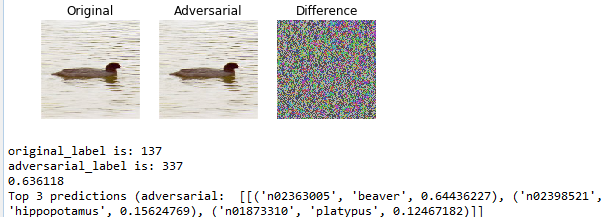 Original Adversarial Difference
original_label is: 137
adversarial_label is: 337
0.636118
Top 3 predictions (adversarial:  [[('n02363005', 'beaver', 0.64436227), ('n02398521',
'hippopotamus', 0.15624769), ('n01873310', 'platypus', 0.12467182)]]